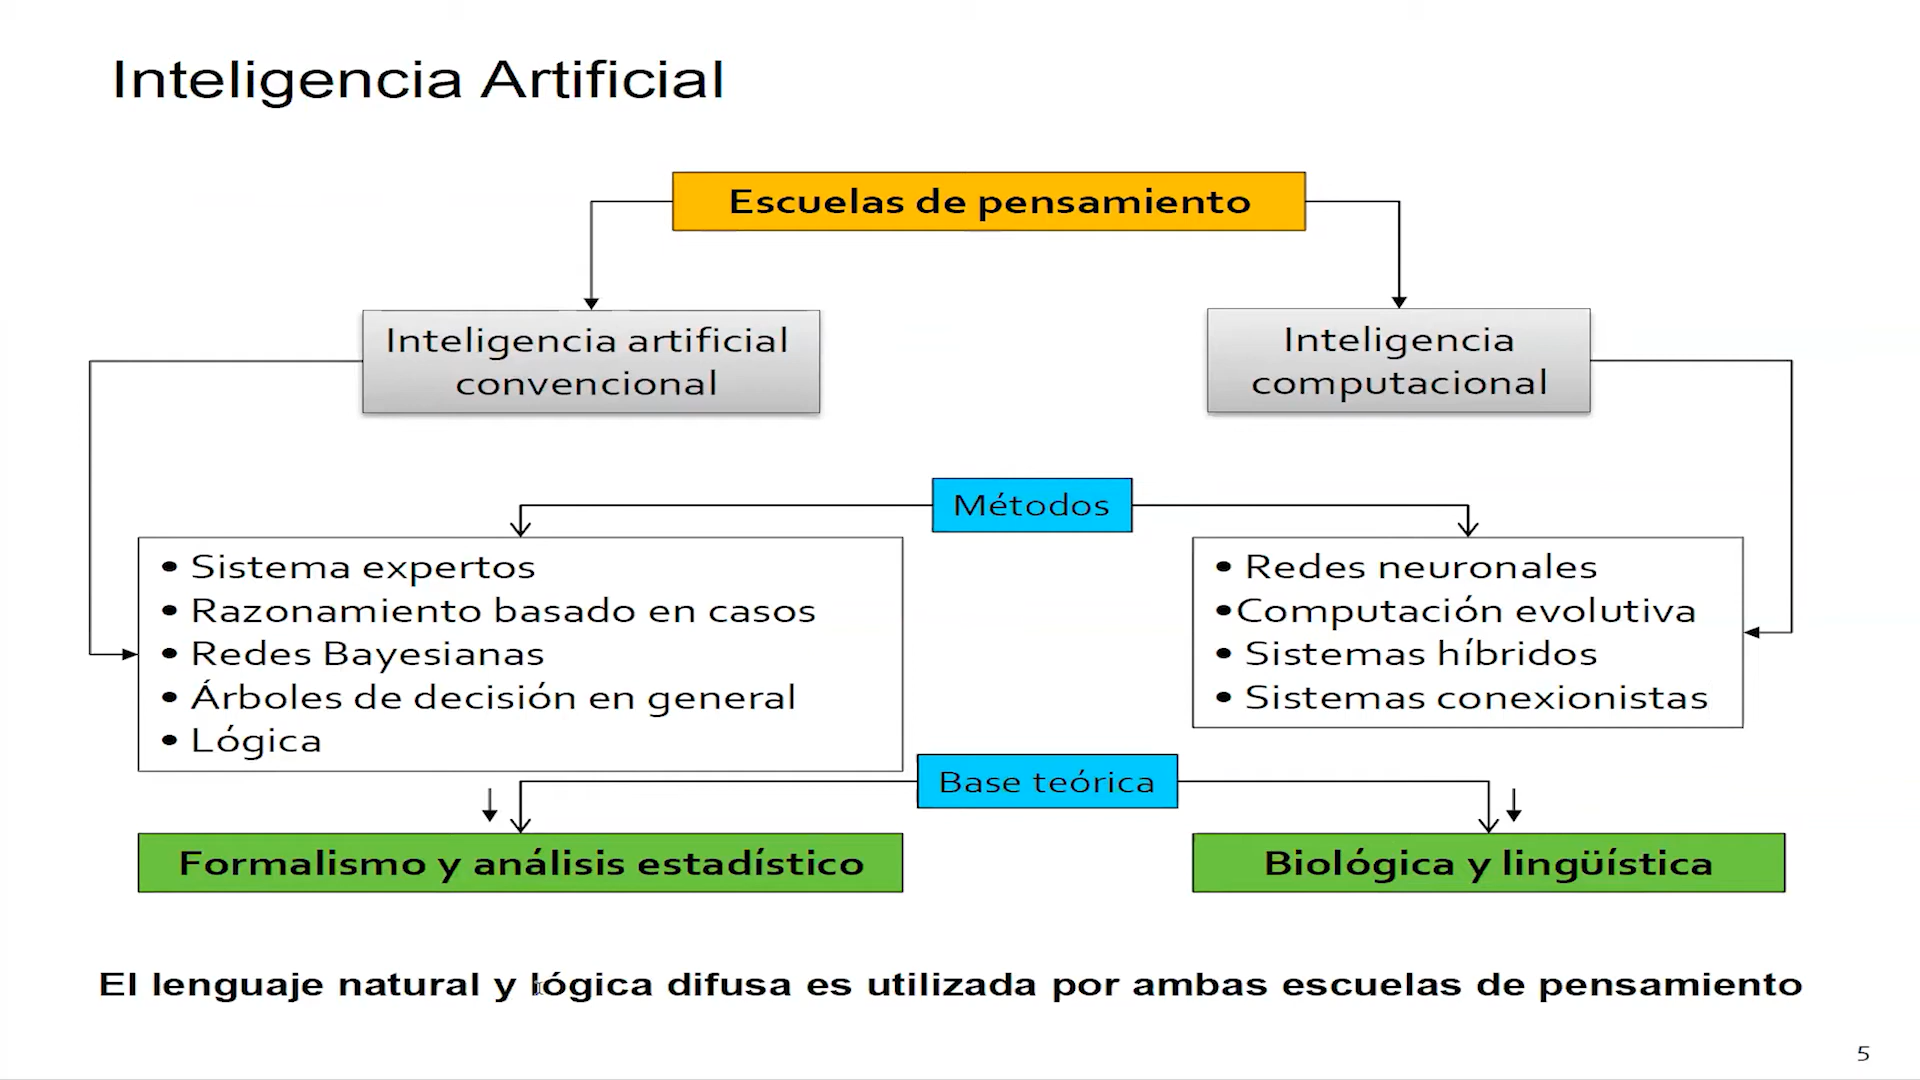 Inteligencia Artificial
Escuelas de pensamiento
Inteligencia artificial
convencional
Inteligencia
computacional
Métodos
• Sistema expertos
• Razonamiento basado en casos
• Redes Bayesianas
• Árboles de decisión en general
• Lógica
• Redes neuronales
•Computación evolutiva
• Sistemas híbridos
• Sistemas conexionistas
Base teórica
Formalismo y análisis estadístico
Biológica y lingüística
El lenguaje natural y lógica difusa es utilizada por ambas escuelas de pensamiento
5